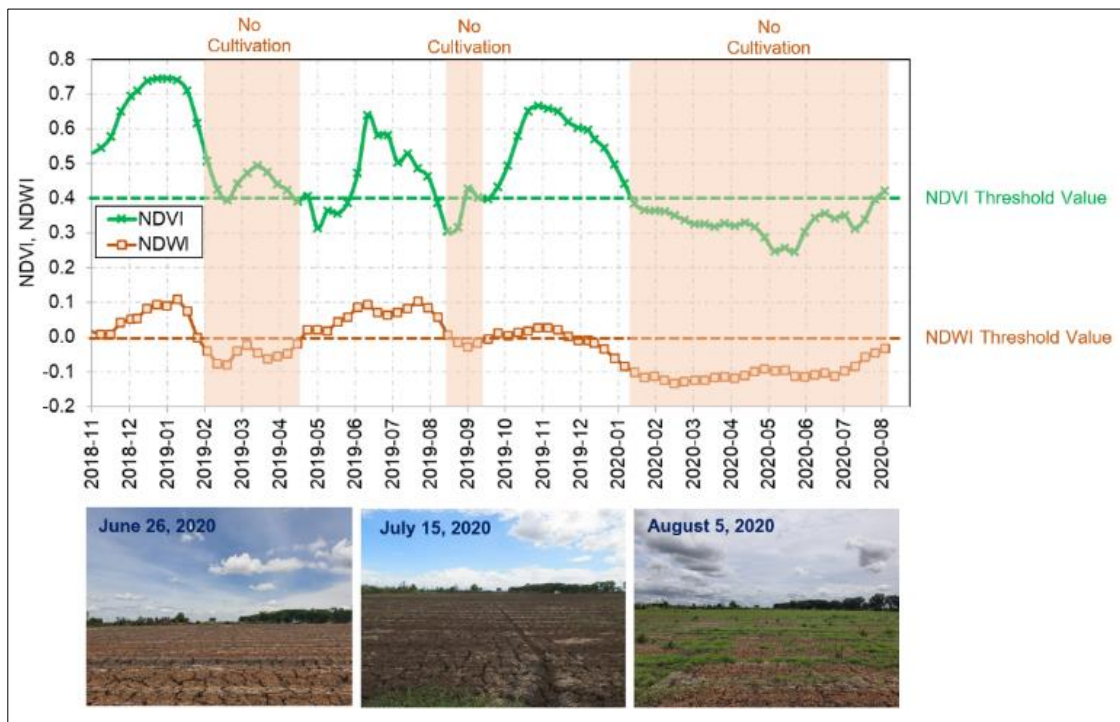 No
Cultivation
No
Cultivation
No
Cultivation
0.8
0.7
0.6
0.5
0.4
0.3
0.2
0.1
0.0
-0.1
-0.2
NDVI, NDWI
NDVI
NDWI
NDVI Threshold Value
NDWI Threshold Value
2018-11
2018-12
2019-01
2019-02
2019-03
2019-04
2019-05
2019-06
2019-07
2019-08
2019-09
2019-10
2019-11
2019-12
2020-01
2020-02
2020-03
2020-04
2020-05
2020-06
2020-07
2020-08
June 26, 2020
July 15, 2020
August 5, 2020